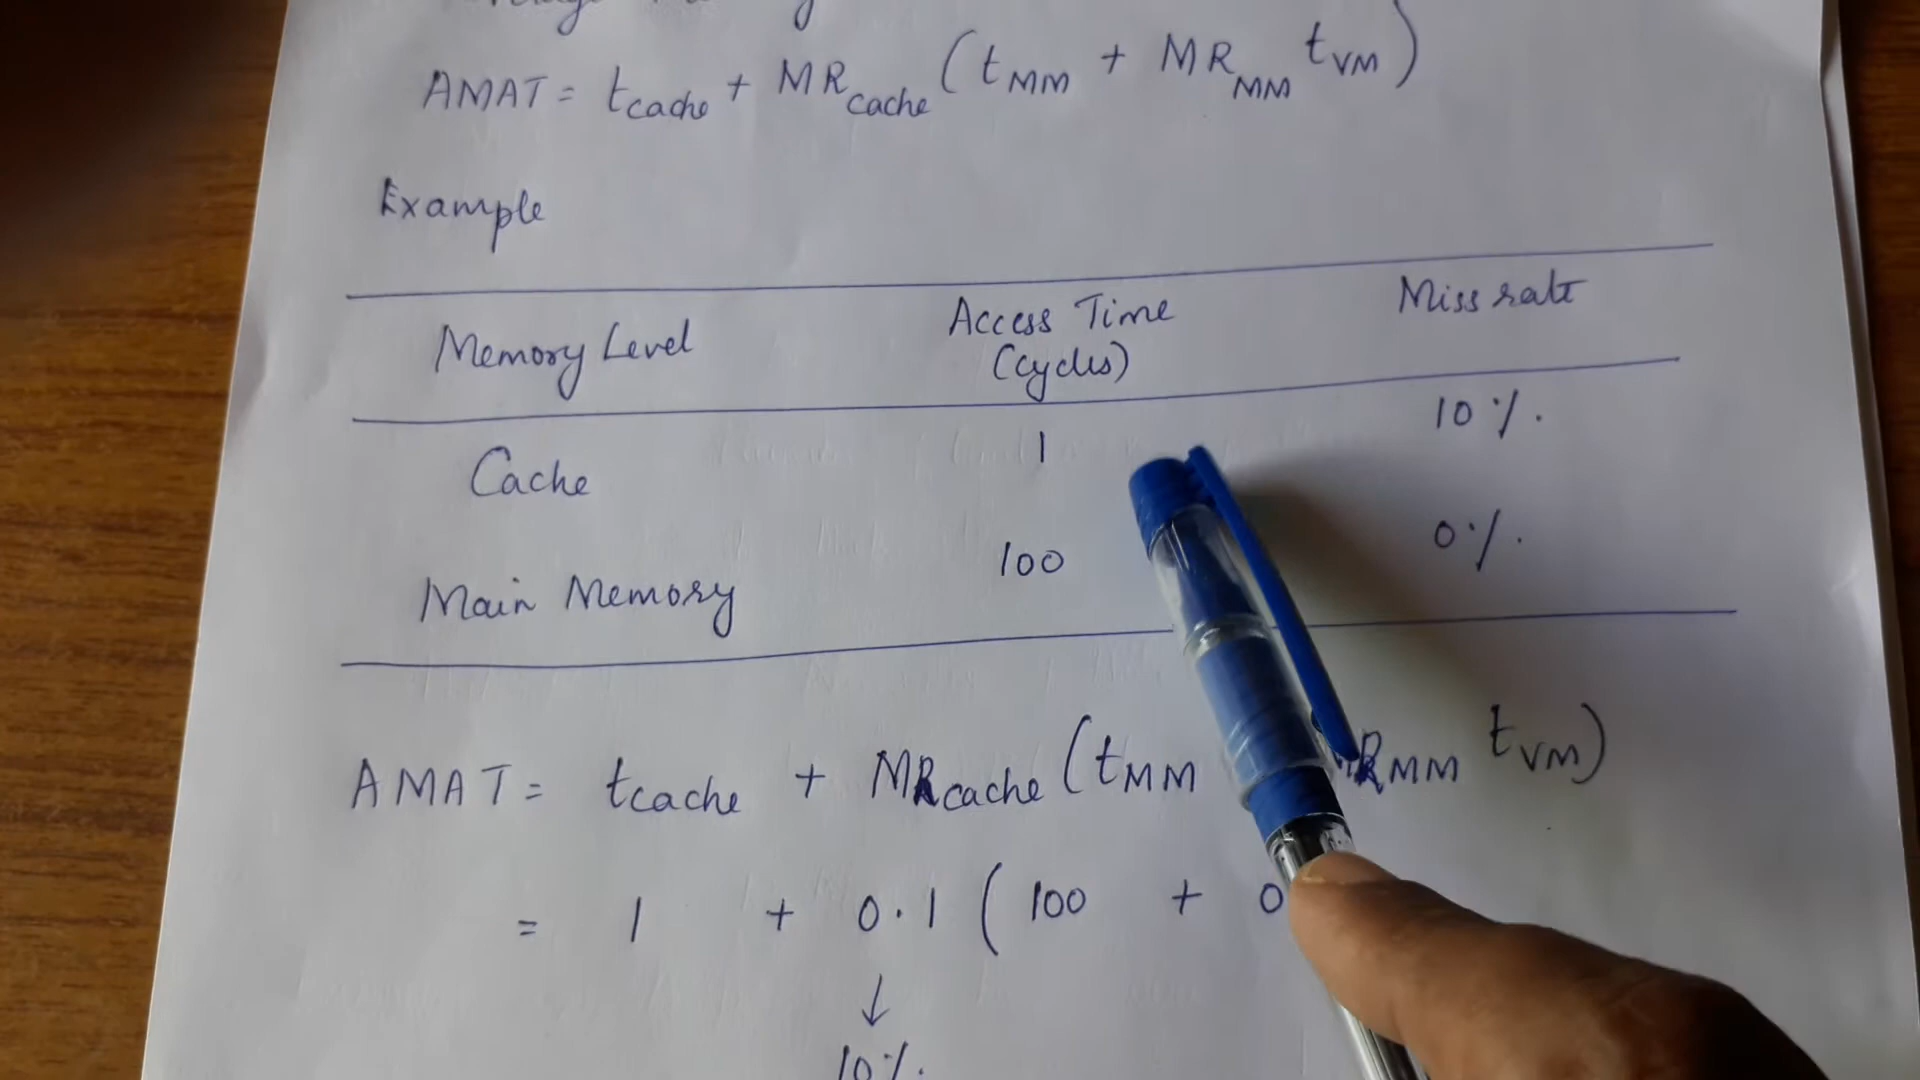 AMAT = tcache + MRcache (tMM + MRMM tVM)
Example
Memory Level Access Time (cycles) Miss rate
Cache 1 10%.
Main Memory 100 0%.
AMAT = tcache + MRcache (tMM RMM tVM)
= 1 + 0.1 (100 + 0
↓
10%.